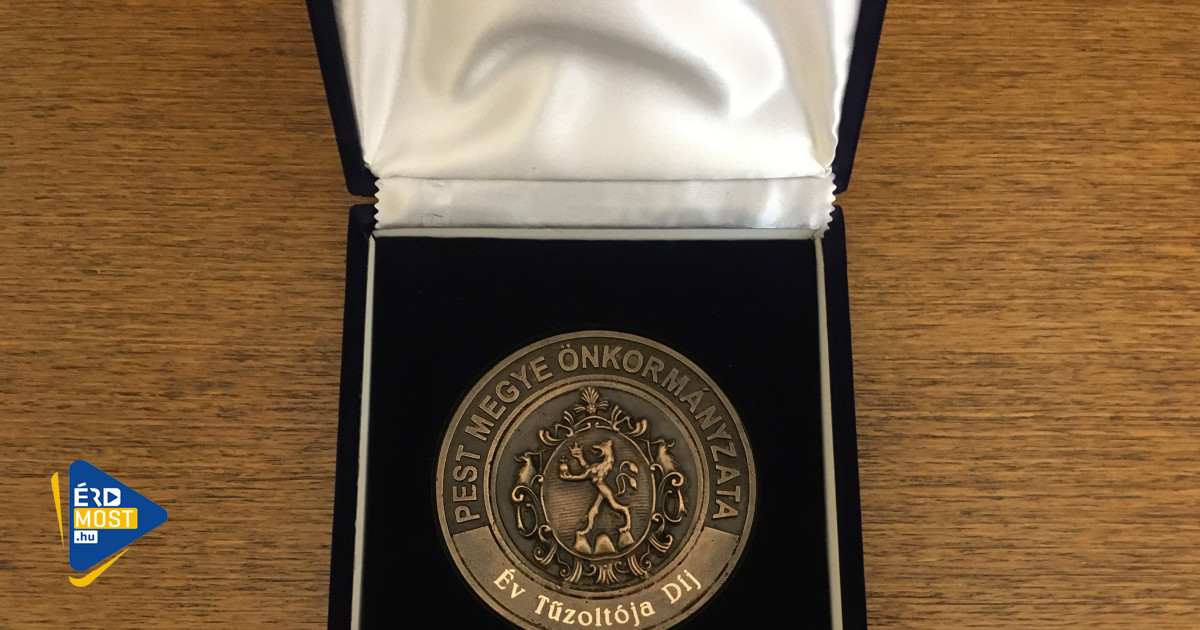 PEST MEGYE ÖNKORMÁNYZATA
Év Tűzoltója Díj
ÉRD
MOST
.hu